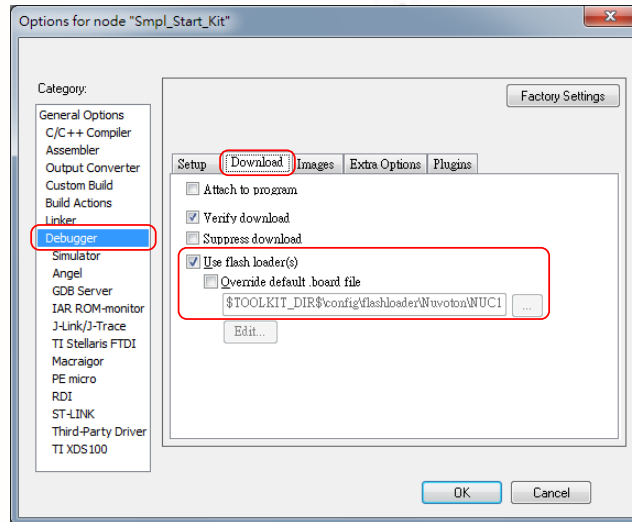 Options for node "Smpl_Start_Kit"
Category:
Factory Settings
General Options
C/C++ Compiler
Assembler
Output Converter
Custom Build
Build Actions
Linker
Debugger
Simulator
Angel
GDB Server
IAR ROM-monitor
J-Link/J-Trace
TI Stellaris FTDI
Macraigor
PE micro
RDI
ST-LINK
Third-Party Driver
TI XDS100
Setup Download Images Extra Options Plugins
Attach to program
Verify download
Suppress download
Use flash loader(s)
Override default .board file
$TOOLKIT_DIR$\config\flashloader\Nuvoton\NUC1 ...
Edit...
OK Cancel